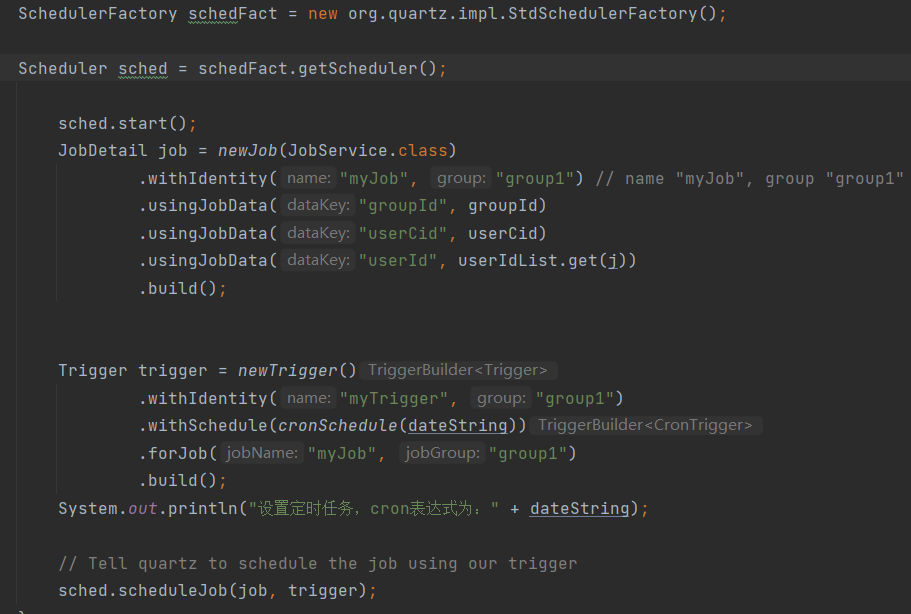 SchedulerFactory schedFact = new org.quartz.impl.StdSchedulerFactory();
Scheduler sched = schedFact.getScheduler();
sched.start();
JobDetail job = newJob(JobService.class)
.withIdentity( name: "myJob", group: "group1") // name "myJob", group "group1"
.usingJobData( dataKey: "groupId", groupId)
.usingJobData( dataKey: "userCid", userCid)
.usingJobData( dataKey: "userId", userIdList.get(j))
.build();
Trigger trigger = newTrigger() TriggerBuilder<Trigger>
.withIdentity( name: "myTrigger", group: "group1")
.withSchedule(cronSchedule(dateString)) TriggerBuilder<CronTrigger>
.forJob( jobName: "myJob", jobGroup: "group1")
.build();
System.out.println("设置定时任务，cron表达式为：" + dateString);
// Tell quartz to schedule the job using our trigger
sched.scheduleJob(job, trigger);